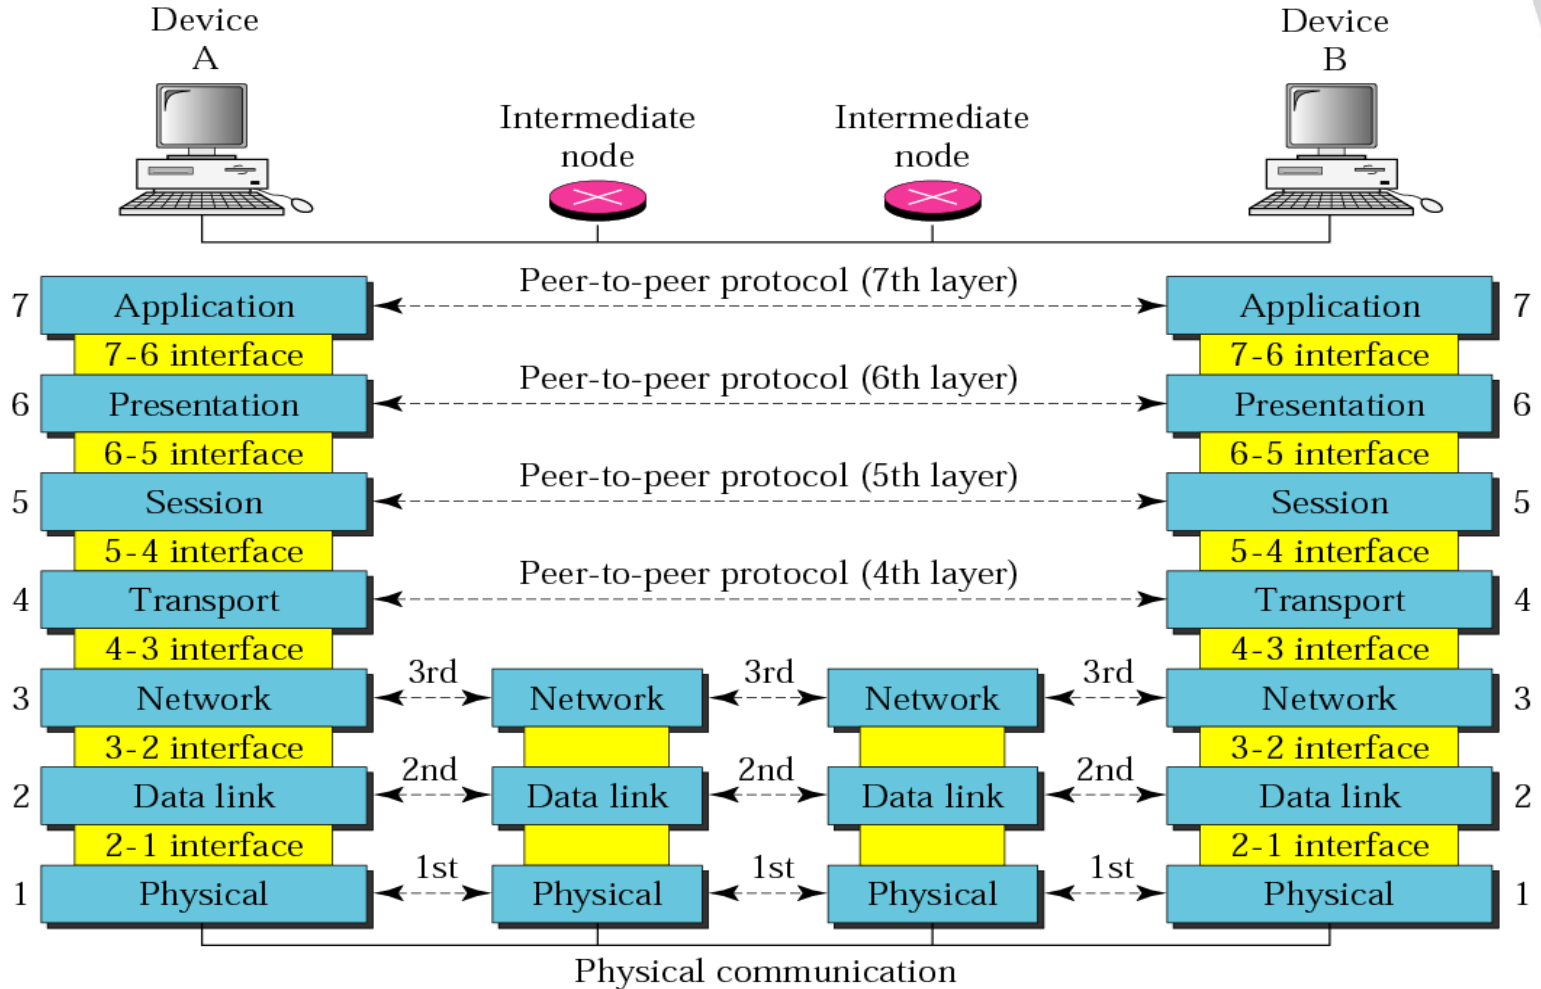 Device
A
Device
B
Intermediate
node
Intermediate
node
Peer-to-peer protocol (7th layer)
7 Application Application 7
7-6 interface 7-6 interface
Peer-to-peer protocol (6th layer)
6 Presentation Presentation 6
6-5 interface 6-5 interface
Peer-to-peer protocol (5th layer)
5 Session Session 5
5-4 interface 5-4 interface
Peer-to-peer protocol (4th layer)
4 Transport Transport 4
4-3 interface 4-3 interface
3rd 3rd 3rd
3 Network Network Network Network 3
3-2 interface 3-2 interface
2nd 2nd 2nd
2 Data link Data link Data link Data link 2
2-1 interface 2-1 interface
1st 1st 1st
1 Physical Physical Physical Physical 1
Physical communication